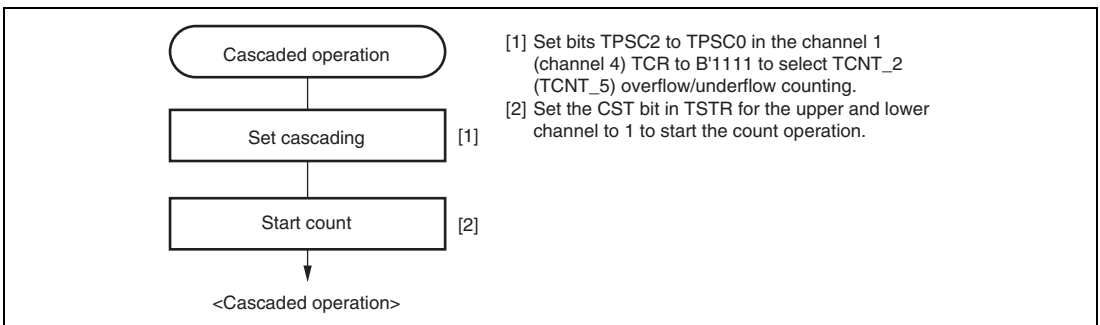 Cascaded operation
Set cascading
[1]
Start count
[2]
<Cascaded operation>
[1] Set bits TPSC2 to TPSC0 in the channel 1
(channel 4) TCR to B'1111 to select TCNT_2
(TCNT_5) overflow/underflow counting.
[2] Set the CST bit in TSTR for the upper and lower
channel to 1 to start the count operation.